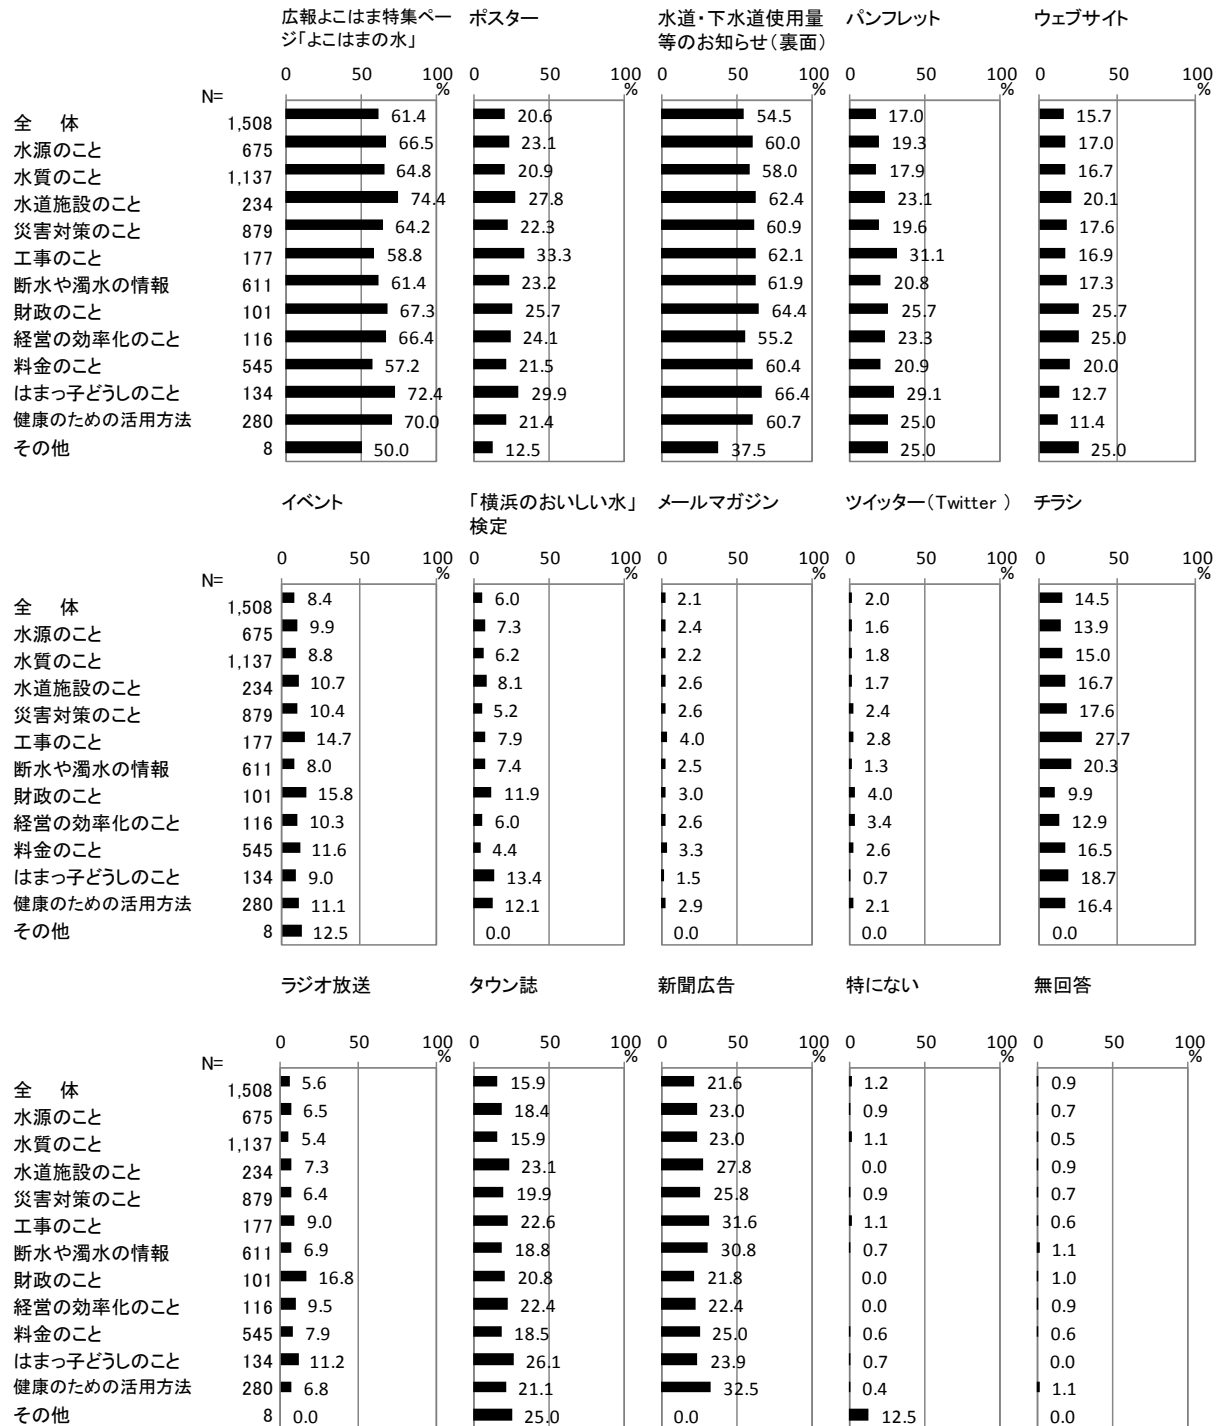 広報よこはま特集ペー ポスター 水道・下水道使用量 パンフレット ウェブサイト
ジ「よこはまの水」 等のお知らせ（裏面）
0 50 100 0 50 100 0 50 100 0 50 100 0 50 100
N= % % % % %
全 体 1,508 61.4 20.6 54.5 17.0 15.7
水源のこと 675 66.5 23.1 60.0 19.3 17.0
水質のこと 1,137 64.8 20.9 58.0 17.9 16.7
水道施設のこと 234 74.4 27.8 62.4 23.1 20.1
災害対策のこと 879 64.2 22.3 60.9 19.6 17.6
工事のこと 177 58.8 33.3 62.1 31.1 16.9
断水や濁水の情報 611 61.4 23.2 61.9 20.8 17.3
財政のこと 101 67.3 25.7 64.4 25.7 25.7
経営の効率化のこと 116 66.4 24.1 55.2 23.3 25.0
料金のこと 545 57.2 21.5 60.4 20.9 20.0
はまっ子どうしのこと 134 72.4 29.9 66.4 29.1 12.7
健康のための活用方法 280 70.0 21.4 60.7 25.0 11.4
その他 8 50.0 12.5 37.5 25.0 25.0
イベント 「横浜のおいしい水」 メールマガジン ツイッター（Twitter ） チラシ
検定
0 50 100 0 50 100 0 50 100 0 50 100 0 50 100
N= % % % % %
全 体 1,508 8.4 6.0 2.1 2.0 14.5
水源のこと 675 9.9 7.3 2.4 1.6 13.9
水質のこと 1,137 8.8 6.2 2.2 1.8 15.0
水道施設のこと 234 10.7 8.1 2.6 1.7 16.7
災害対策のこと 879 10.4 5.2 2.6 2.4 17.6
工事のこと 177 14.7 7.9 4.0 2.8 27.7
断水や濁水の情報 611 8.0 7.4 2.5 1.3 20.3
財政のこと 101 15.8 11.9 3.0 4.0 9.9
経営の効率化のこと 116 10.3 6.0 2.6 3.4 12.9
料金のこと 545 11.6 4.4 3.3 2.6 16.5
はまっ子どうしのこと 134 9.0 13.4 1.5 0.7 18.7
健康のための活用方法 280 11.1 12.1 2.9 2.1 16.4
その他 8 12.5 0.0 0.0 0.0 0.0
ラジオ放送 タウン誌 新聞広告 特にない 無回答
0 50 100 0 50 100 0 50 100 0 50 100 0 50 100
N= % % % % %
全 体 1,508 5.6 15.9 21.6 1.2 0.9
水源のこと 675 6.5 18.4 23.0 0.9 0.7
水質のこと 1,137 5.4 15.9 23.0 1.1 0.5
水道施設のこと 234 7.3 23.1 27.8 0.0 0.9
災害対策のこと 879 6.4 19.9 25.8 0.9 0.7
工事のこと 177 9.0 22.6 31.6 1.1 0.6
断水や濁水の情報 611 6.9 18.8 30.8 0.7 1.1
財政のこと 101 16.8 20.8 21.8 0.0 1.0
経営の効率化のこと 116 9.5 22.4 22.4 0.0 0.9
料金のこと 545 7.9 18.5 25.0 0.6 0.6
はまっ子どうしのこと 134 11.2 26.1 23.9 0.7 0.0
健康のための活用方法 280 6.8 21.1 32.5 0.4 1.1
その他 8 0.0 25.0 0.0 12.5 0.0